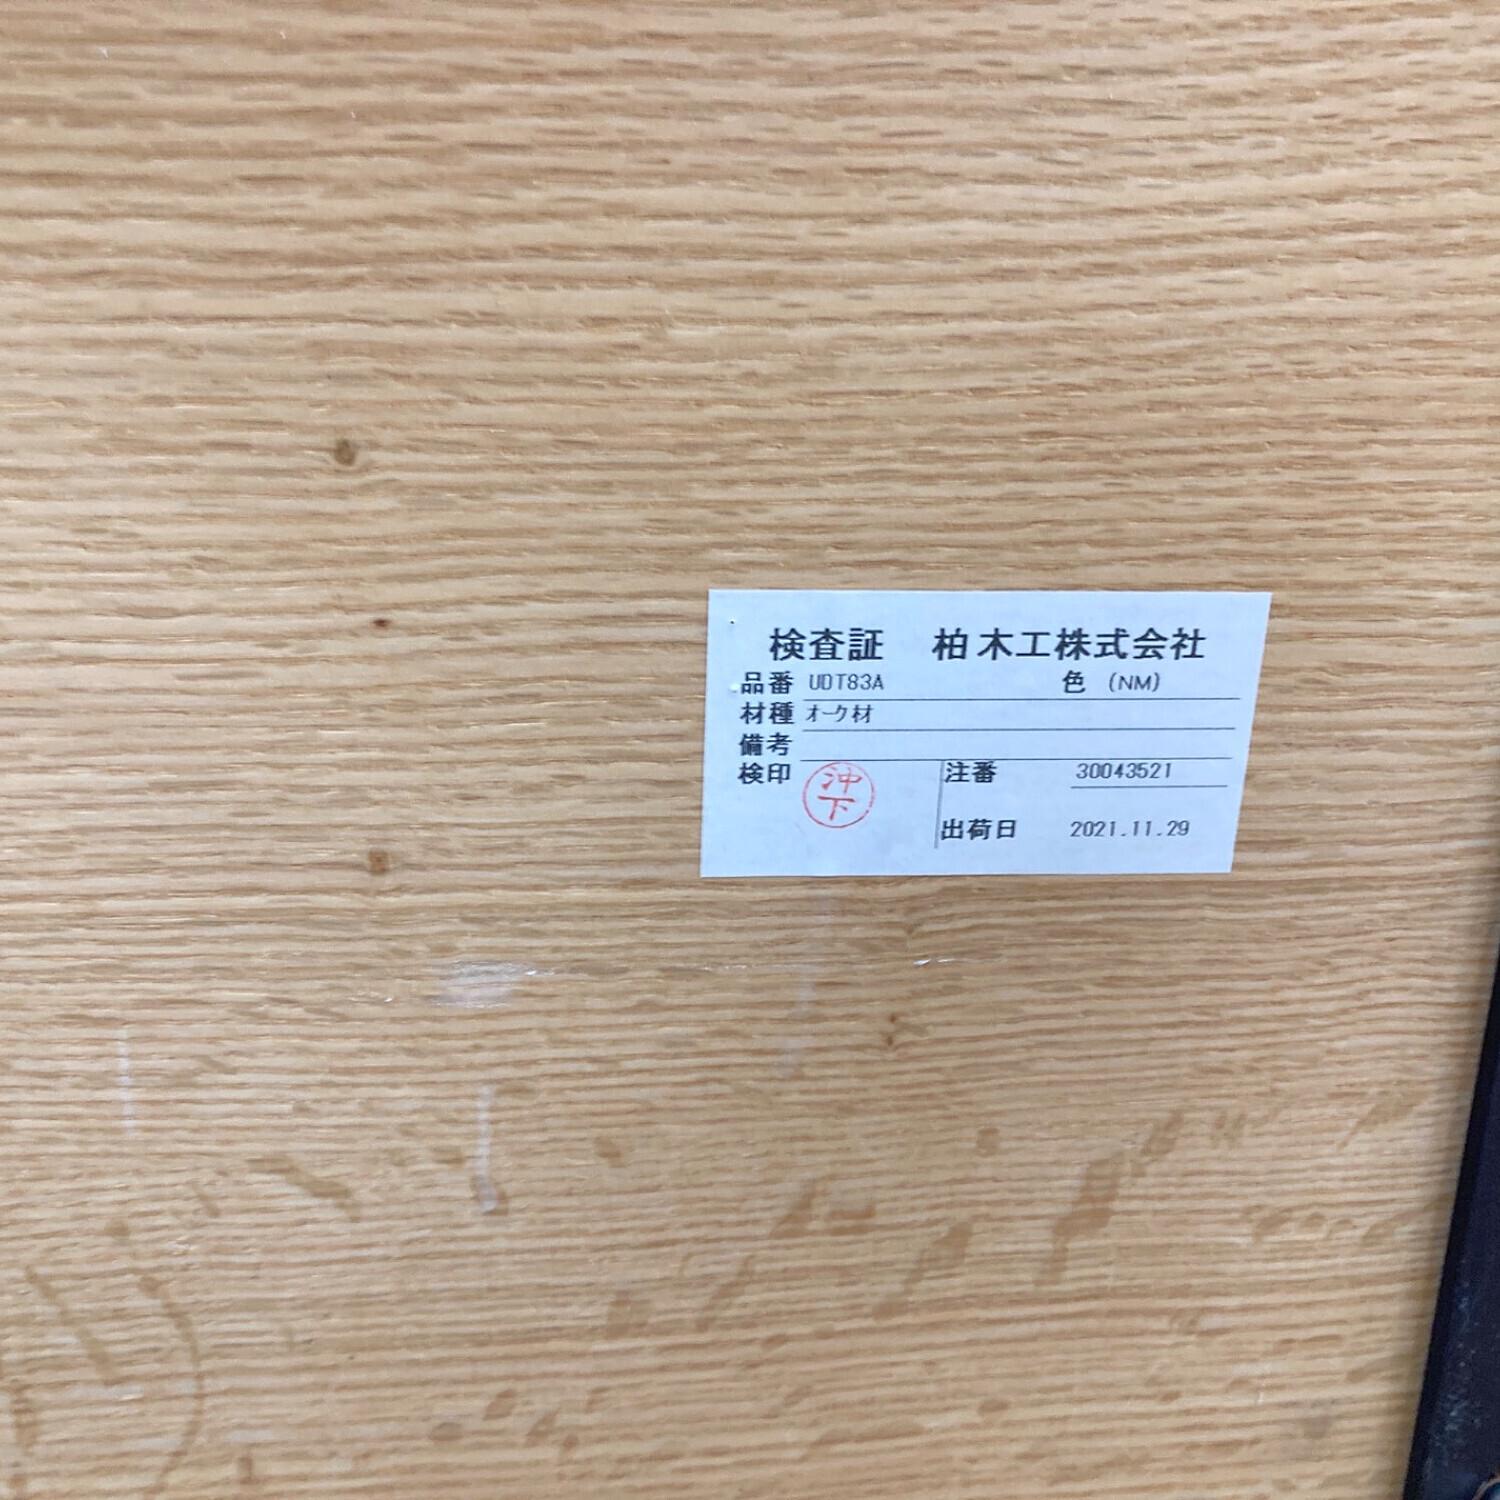 検査証 柏木工株式会社
品番 UDT83A 色 (NM)
材種 オーク材
備考
検印 沖下 注番 30043521
出荷日 2021.11.29